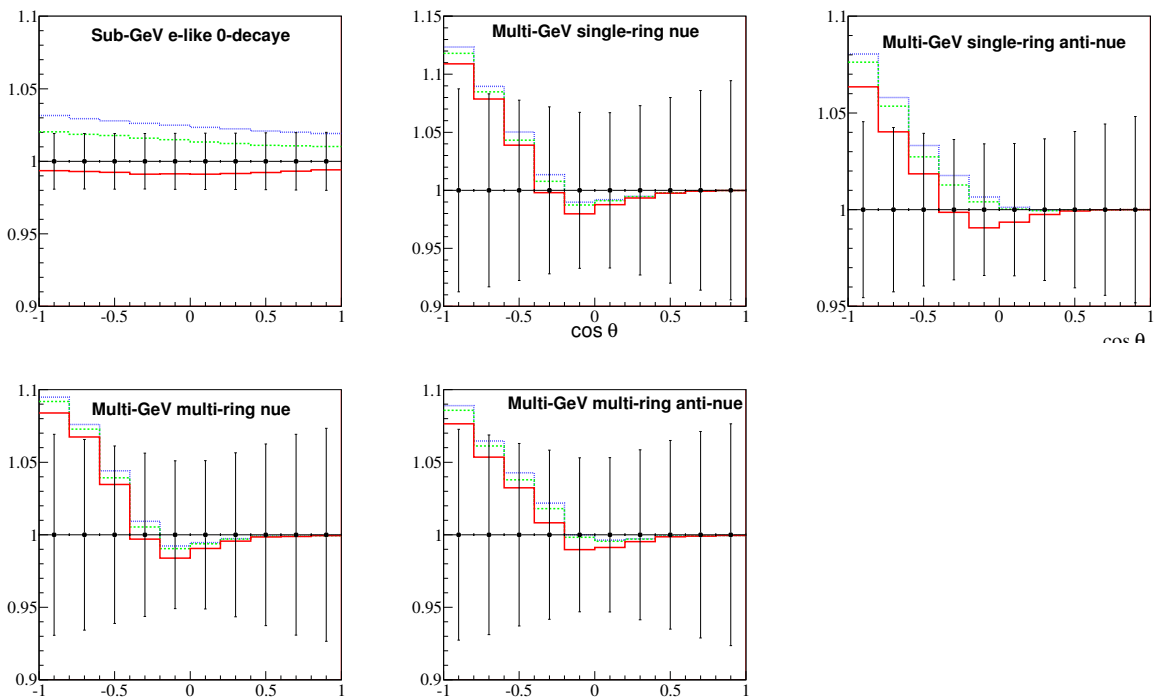 Sub-GeV e-like 0-decaye
1.1
1.05
1
0.95
0.9
-1 -0.5 0 0.5 1
Multi-GeV single-ring nue
1.15
1.1
1.05
1
0.95
0.9
-1 -0.5 0 0.5 1
cos θ
Multi-GeV single-ring anti-nue
1.1
1.05
1
0.95
-1 -0.5 0 0.5 1
cos θ
Multi-GeV multi-ring nue
1.1
1.05
1
0.95
0.9
-1 -0.5 0 0.5 1
Multi-GeV multi-ring anti-nue
1.1
1.05
1
0.95
0.9
-1 -0.5 0 0.5 1